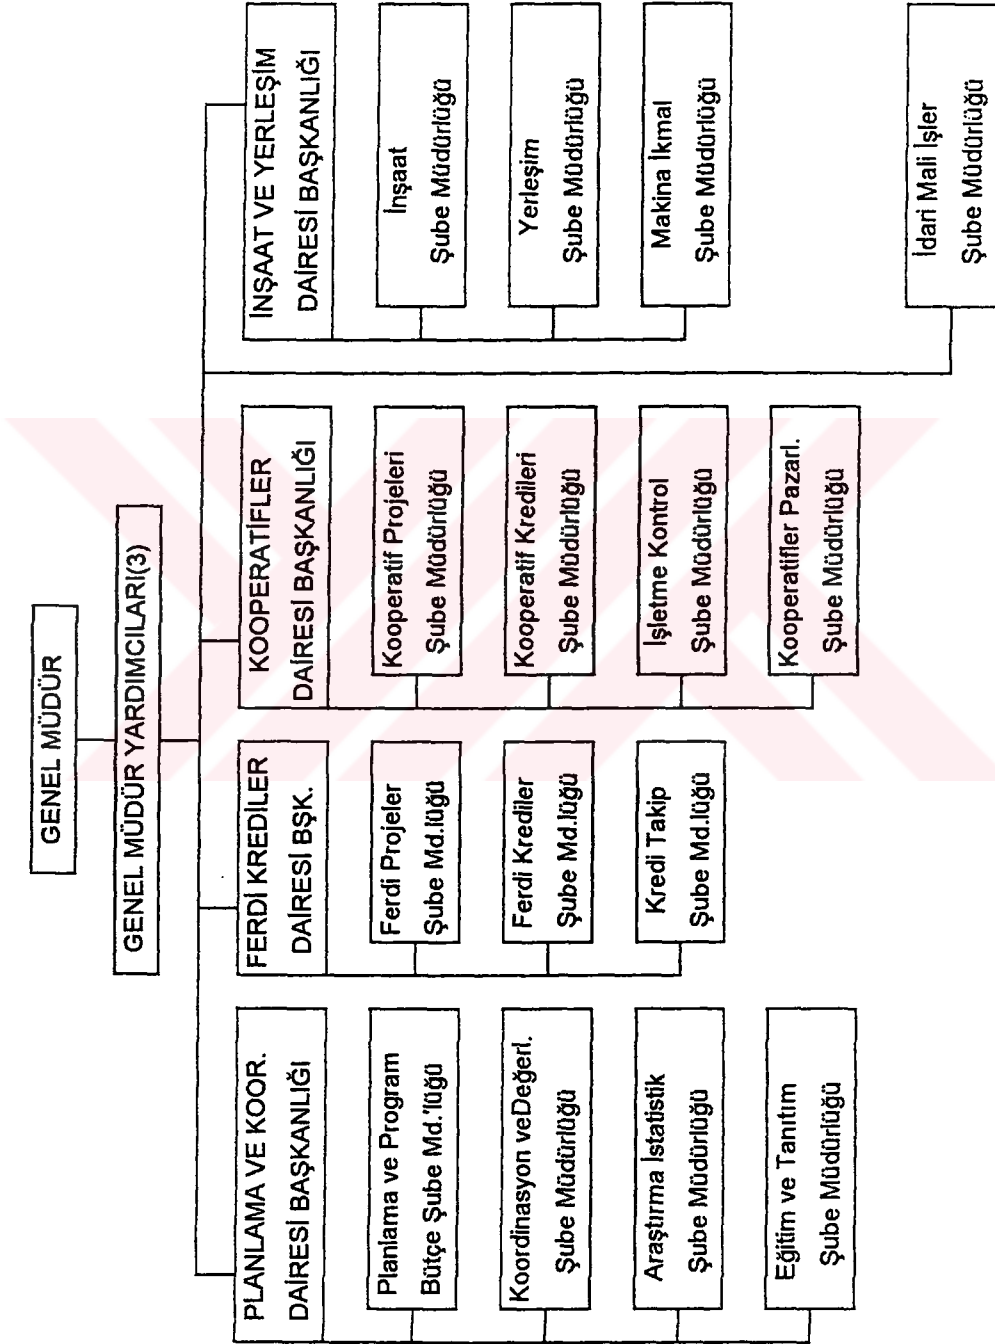 GENEL MÜDÜR
GENEL MÜDÜR YARDIMCILARI(3)
PLANLAMA VE KOOR.
DAİRESİ BAŞKANLIĞI
Planlama ve Program
Bütçe Şube Md.'lüğü
Koordinasyon veDeğerl.
Şube Müdürlüğü
Araştırma İstatistik
Şube Müdürlüğü
Eğitim ve Tanıtım
Şube Müdürlüğü
FERDİ KREDİLER
DAİRESİ BŞK.
Ferdi Projeler
Şube Md.lüğü
Ferdi Krediler
Şube Md.lüğü
Kredi Takip
Şube Md.lüğü
KOOPERATİFLER
DAİRESİ BAŞKANLIĞI
Kooperatif Projeleri
Şube Müdürlüğü
Kooperatif Kredileri
Şube Müdürlüğü
İşletme Kontrol
Şube Müdürlüğü
Kooperatifler Pazarl.
Şube Müdürlüğü
İNŞAAT VE YERLEŞİM
DAİRESİ BAŞKANLIĞI
İnşaat
Şube Müdürlüğü
Yerleşim
Şube Müdürlüğü
Makina İkmal
Şube Müdürlüğü
İdari Mali İşler
Şube Müdürlüğü